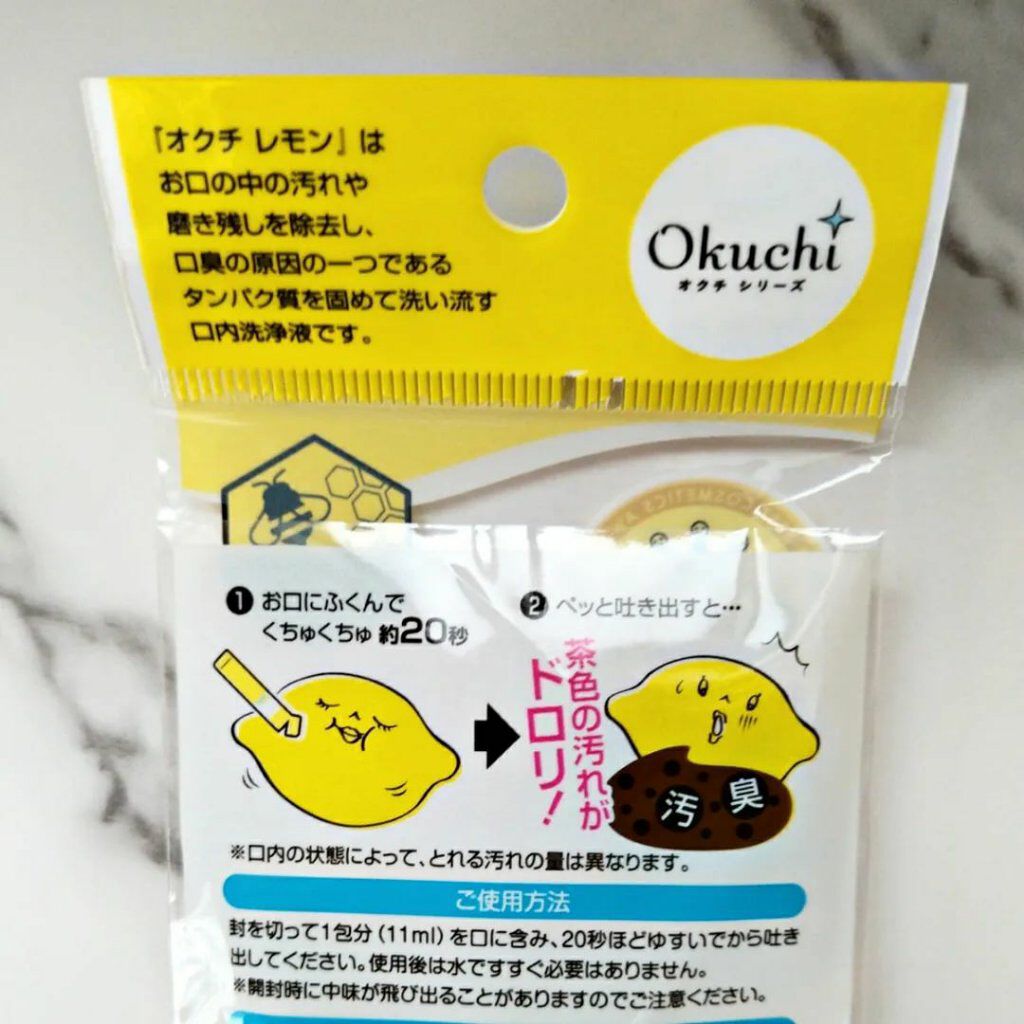 『オクチ レモン』は
お口の中の汚れや
磨き残しを除去し、
口臭の原因の一つである
タンパク質を固めて洗い流す
口内洗浄液です。
Okuchi
オクチ シリーズ
COSMETICS &
❶ お口にふくんで
くちゅくちゅ 約20秒
❷ ペッと吐き出すと…
茶色の汚れが
ドロリ!
汚 臭
※口内の状態によって、とれる汚れの量は異なります。
ご使用方法
封を切って1包分(11ml)を口に含み、20秒ほどゆすいでから吐き
出してください。使用後は水ですすぐ必要はありません。
※開封時に中味が飛び出ることがありますのでご注意ください。